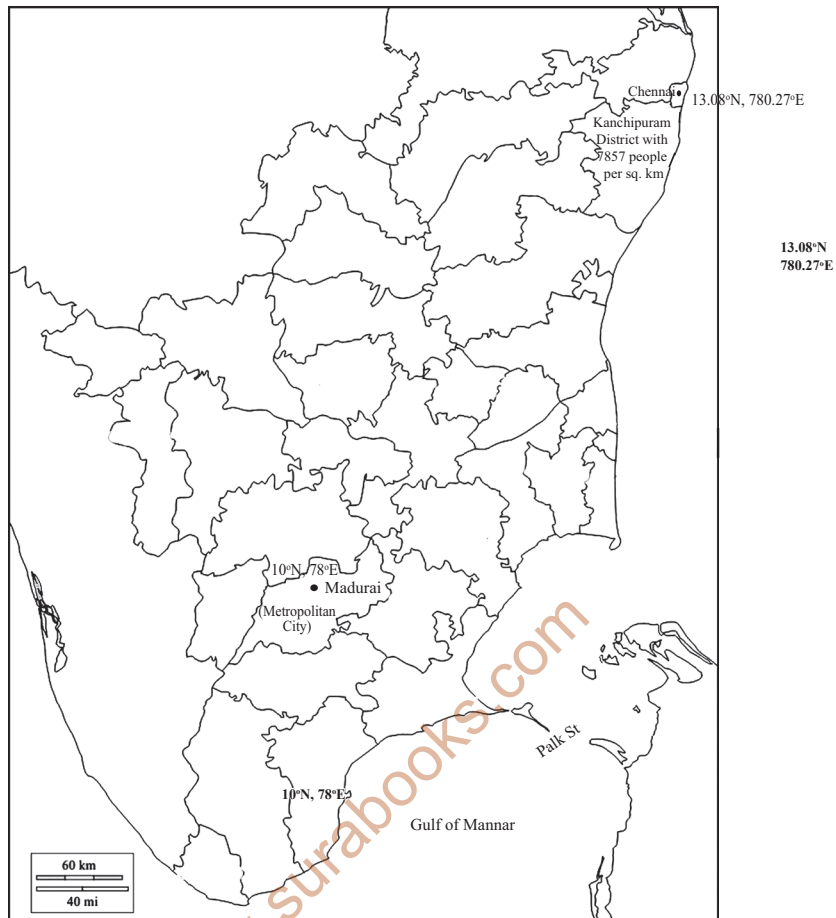 Chennai
13.08°N, 780.27°E
Kanchipuram
District with
7857 people
per sq. km
13.08°N
780.27°E
10°N, 78°E
Madurai
(Metropolitan
City)
Palk St
10°N, 78°E
Gulf of Mannar
60 km
40 mi
surabooks.com